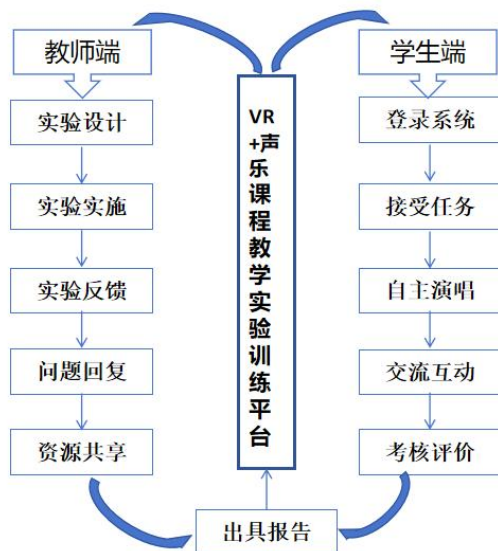 教师端
实验设计
实验实施
实验反馈
问题回复
资源共享
VR
+声
乐
课
程
教
学
实
验
训
练
平
台
学生端
登录系统
接受任务
自主演唱
交流互动
考核评价
出具报告